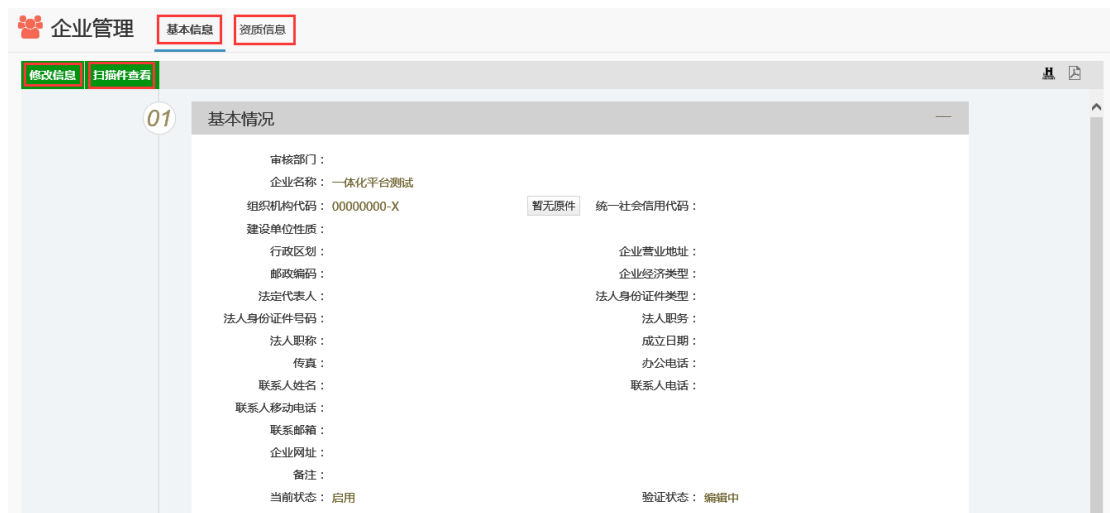 企业管理 基本信息 资质信息
修改信息 扫描件查看 H
01 基本情况
审核部门：
企业名称： 一体化平台测试
组织机构代码： 00000000-X 暂无原件 统一社会信用代码：
建设单位性质：
行政区划： 企业营业地址：
邮政编码： 企业经济类型：
法定代表人： 法人身份证件类型：
法人身份证件号码： 法人职务：
法人职称： 成立日期：
传真： 办公电话：
联系人姓名： 联系人电话：
联系人移动电话：
联系邮箱：
企业网址：
备注：
当前状态： 启用 验证状态： 编辑中